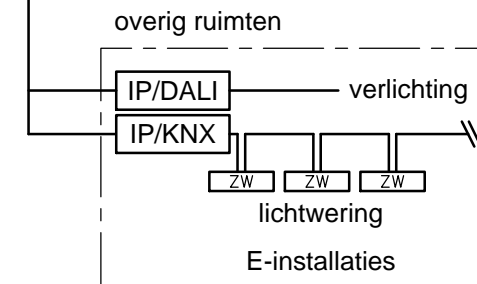 overig ruimten
IP/DALI verlichting
IP/KNX
ZW ZW ZW
lichtwering
E-installaties